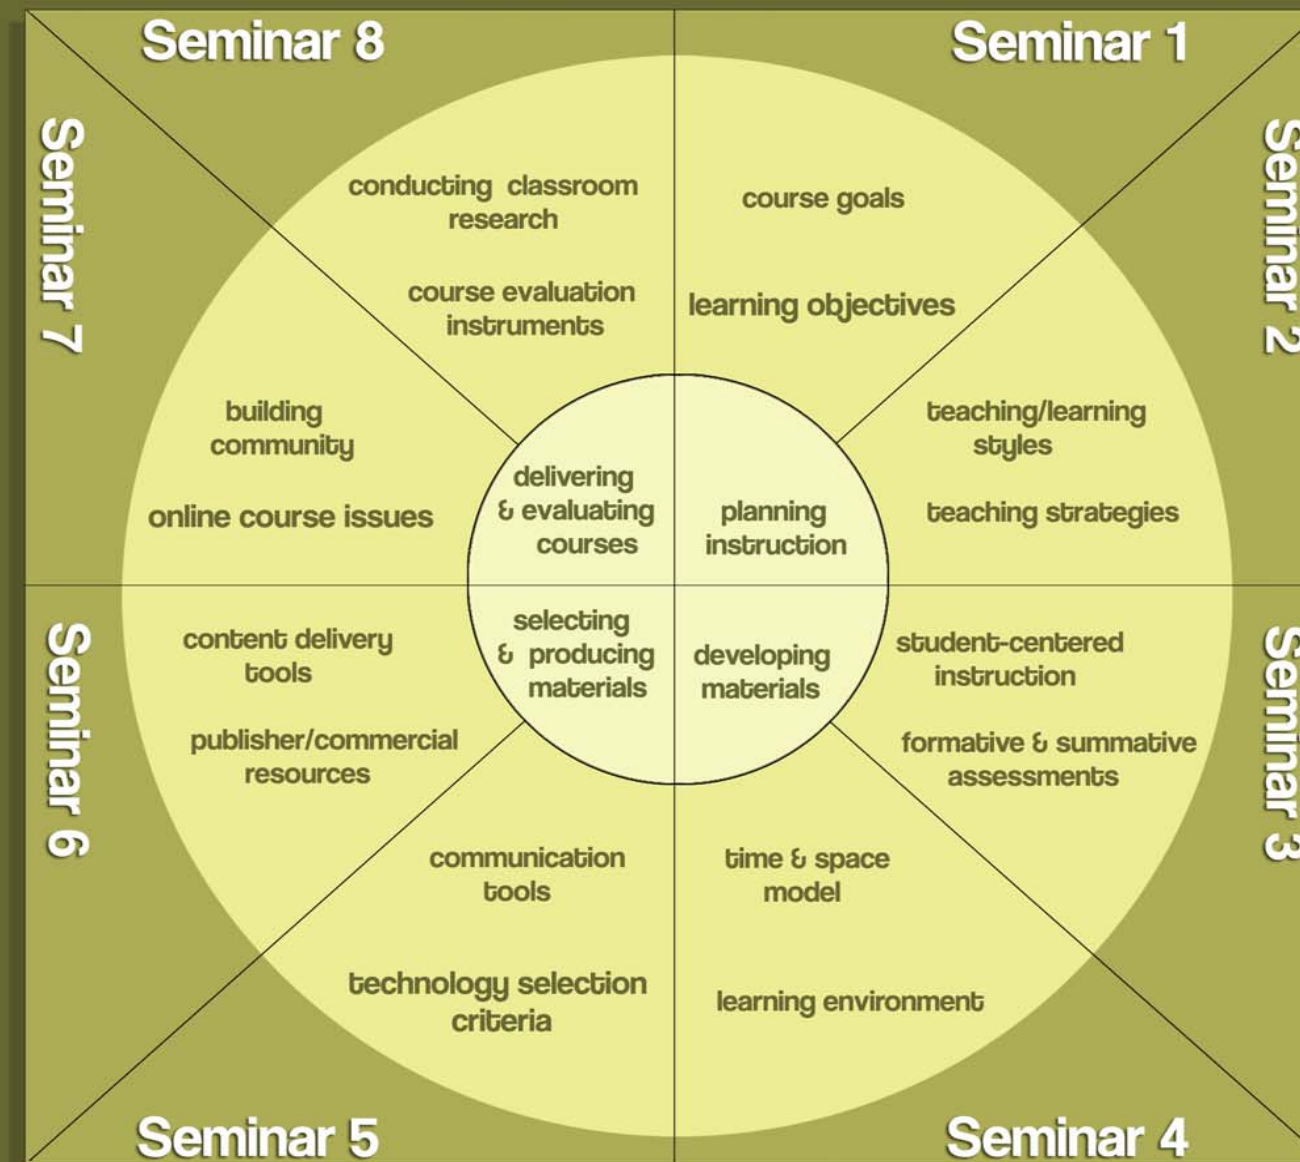 Seminar 8
Seminar 1
Seminar 7
Seminar 2
conducting classroom
research
course evaluation
instruments
course goals
learning objectives
building
community
online course issues
teaching/learning
styles
teaching strategies
delivering
& evaluating
courses
planning
instruction
selecting
& producing
materials
developing
materials
Seminar 6
Seminar 3
content delivery
tools
publisher/commercial
resources
student-centered
instruction
formative & summative
assessments
communication
tools
technology selection
criteria
time & space
model
learning environment
Seminar 5
Seminar 4